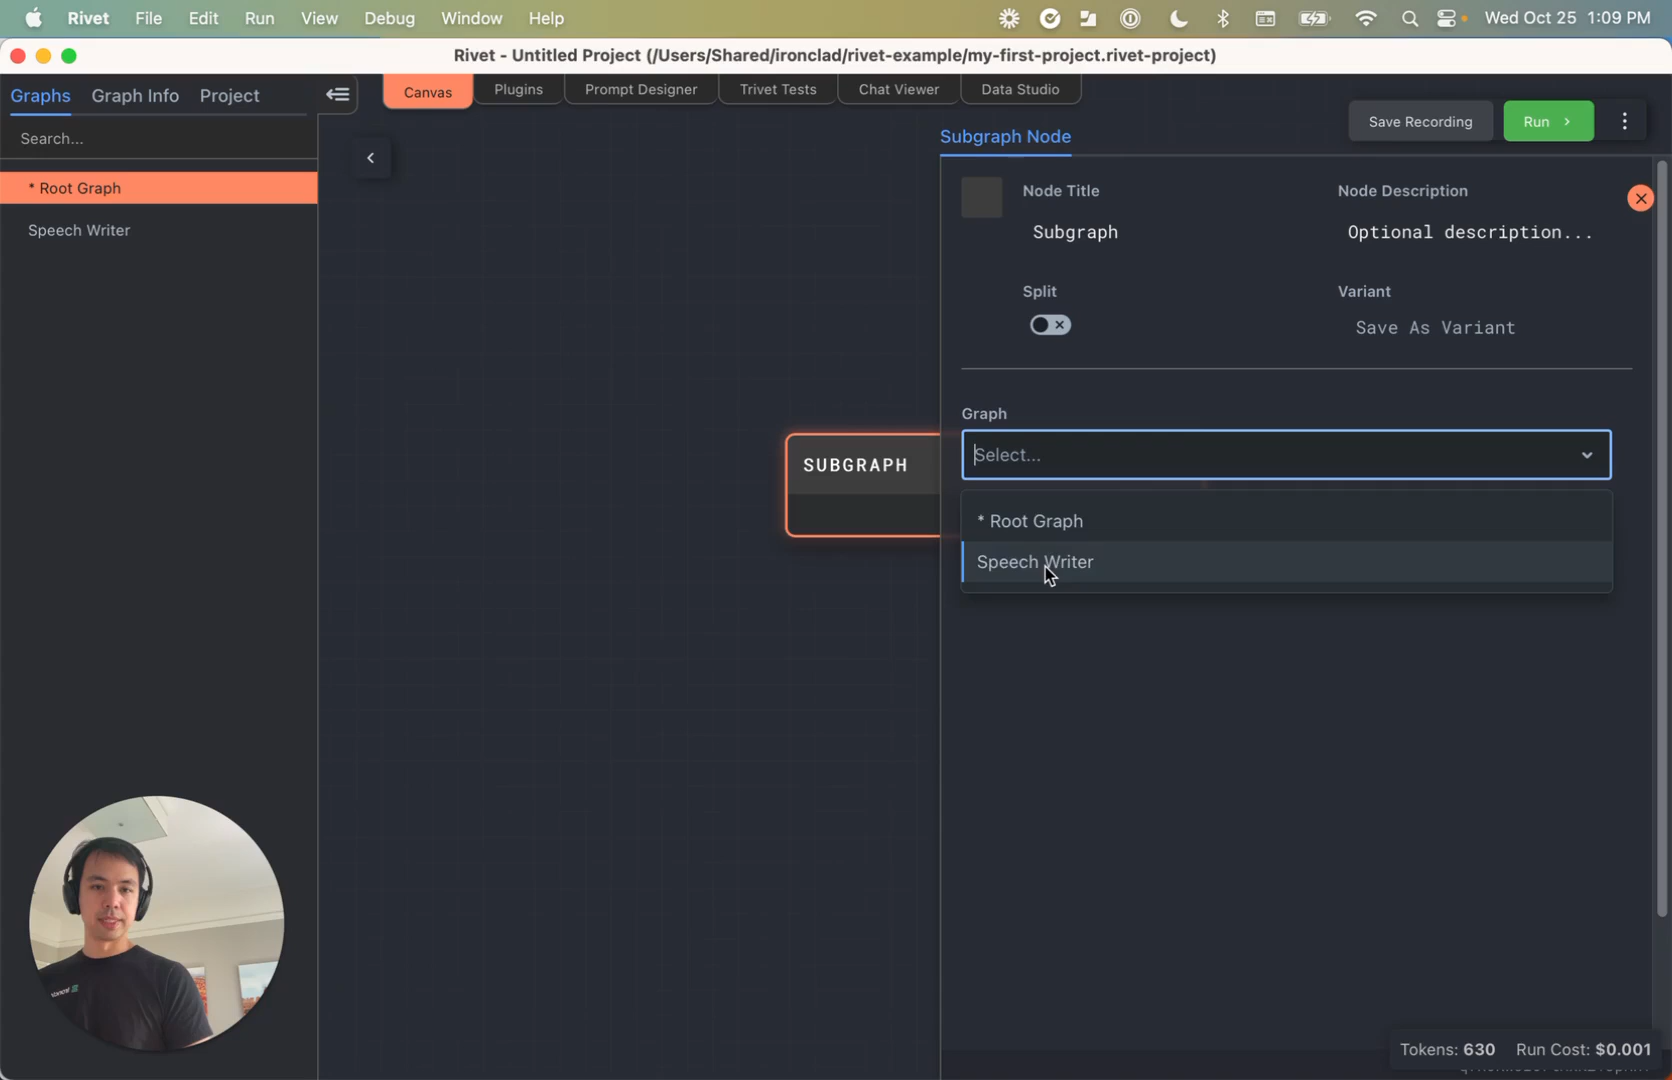 Rivet File Edit Run View Debug Window Help Wed Oct 25 1:09 PM
Rivet - Untitled Project (/Users/Shared/ironclad/rivet-example/my-first-project.rivet-project)
Graphs Graph Info Project
Canvas Plugins Prompt Designer Trivet Tests Chat Viewer Data Studio
Search...
Save Recording Run
Subgraph Node
* Root Graph
Speech Writer
Node Title Node Description
Subgraph Optional description...
Split Variant
Save As Variant
Graph
SUBGRAPH
Select...
* Root Graph
Speech Writer
Tokens: 630 Run Cost: $0.001